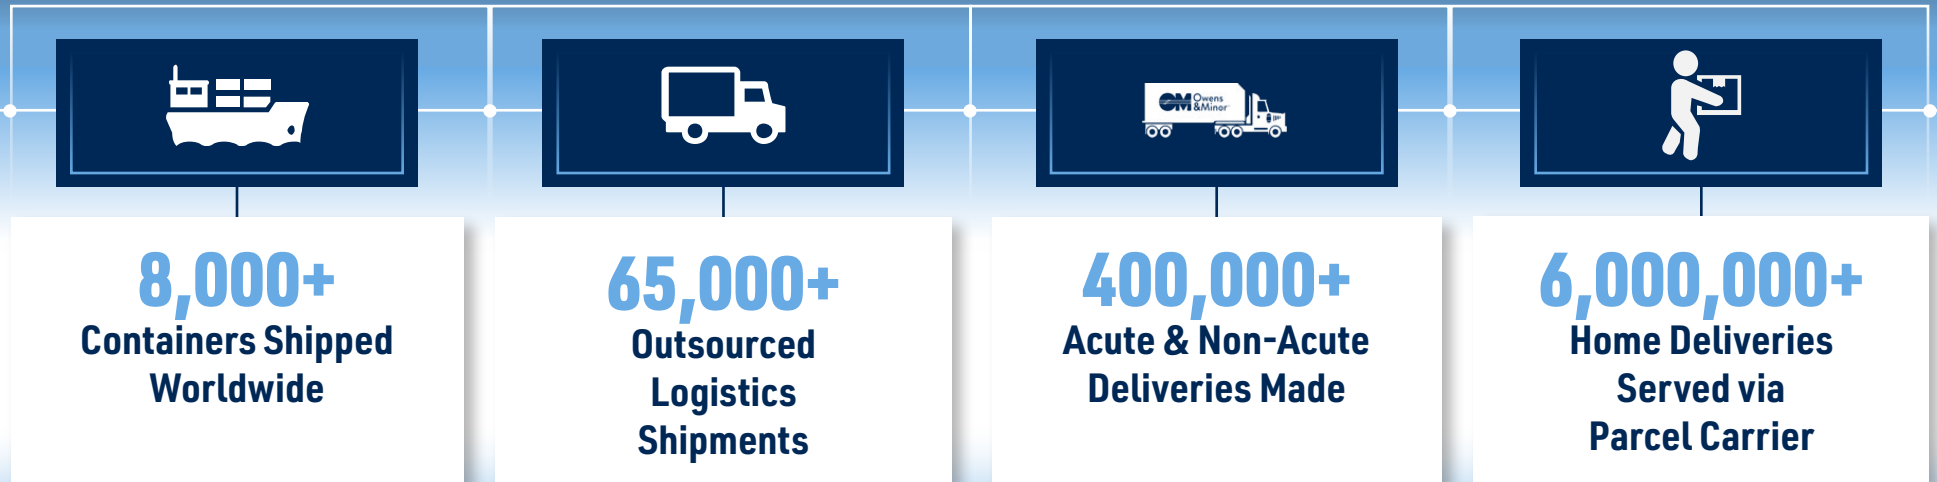 Owens
&Minor
8,000+
Containers Shipped
Worldwide
65,000+
Outsourced
Logistics
Shipments
400,000+
Acute & Non-Acute
Deliveries Made
6,000,000+
Home Deliveries
Served via
Parcel Carrier